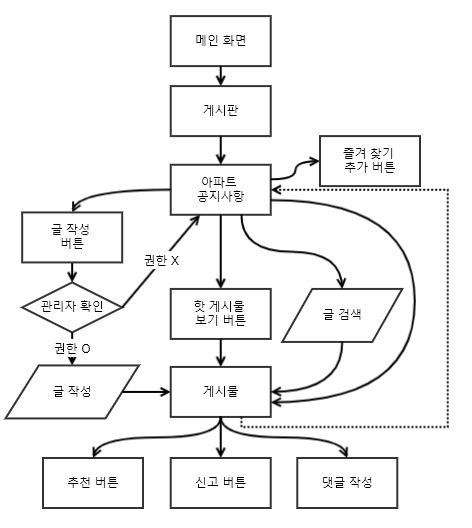 메인 화면
게시판
즐겨 찾기
추가 버튼
아파트
공지사항
글 작성
버튼
권한 X
관리자 확인
핫 게시물
보기 버튼
글 검색
권한 O
글 작성
게시물
추천 버튼
신고 버튼
댓글 작성